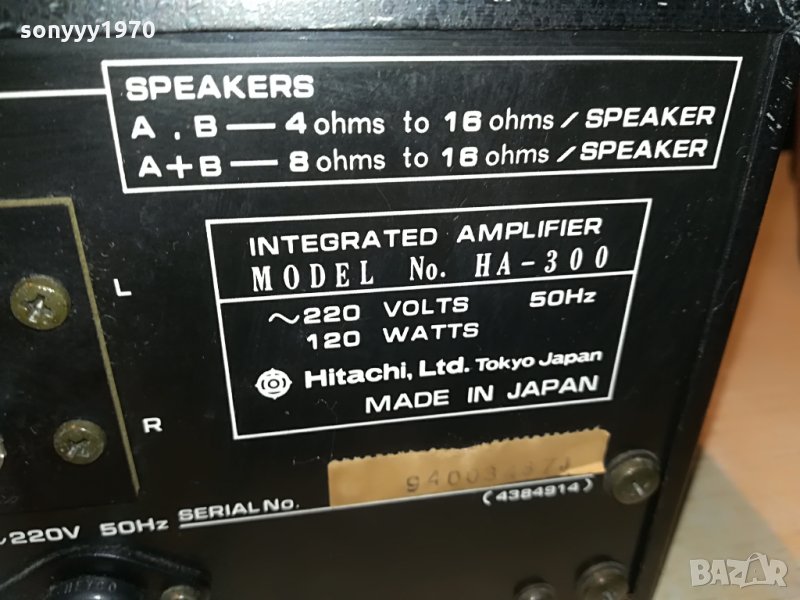 sonyyy1970
SPEAKERS
A , B — 4 ohms to 16 ohms / SPEAKER
A+B — 8 ohms to 16 ohms / SPEAKER
INTEGRATED AMPLIFIER
MODEL No. HA-300
~220 VOLTS 50Hz
120 WATTS
Hitachi, Ltd. Tokyo Japan
MADE IN JAPAN
L
R
~220V 50Hz SERIAL No.
(4384914)
BAZAR